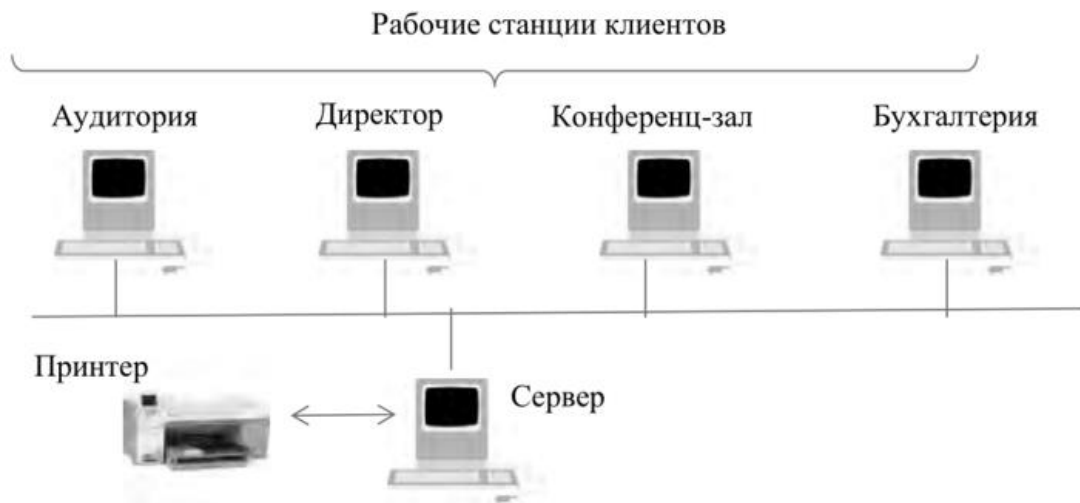 Рабочие станции клиентов
Аудитория
Директор
Конференц-зал
Бухгалтерия
Принтер
Сервер